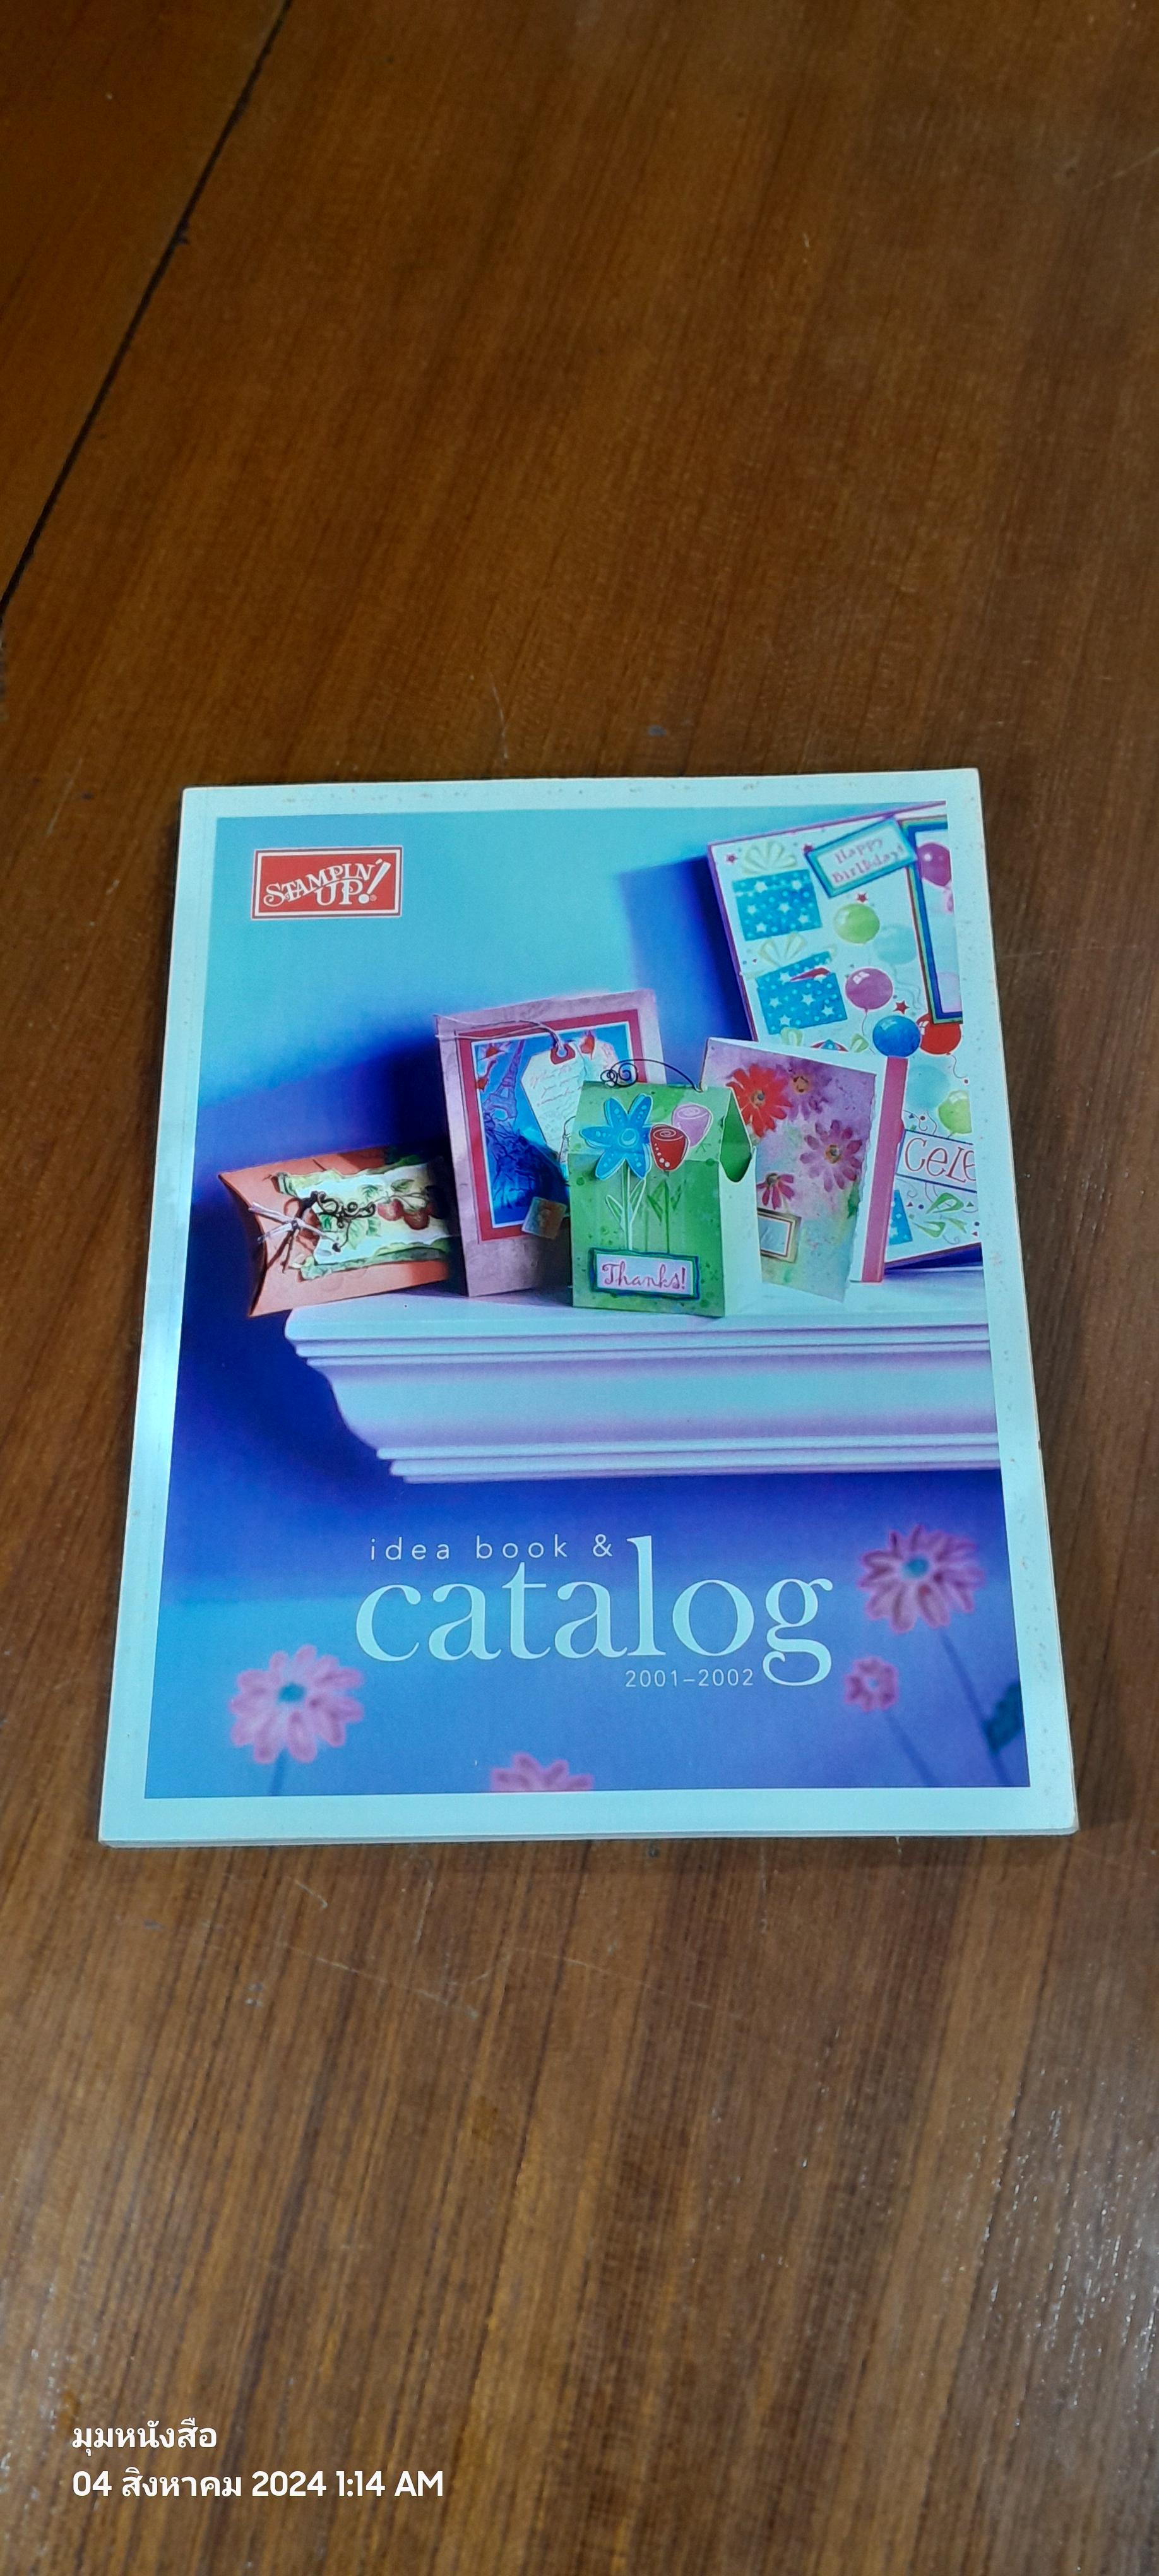 STAMPIN'
UP!®
Happy
Birthday!
CELE
Thanks!
idea book &
catalog
2001–2002
มุมหนังสือ
04 สิงหาคม 2024 1:14 AM